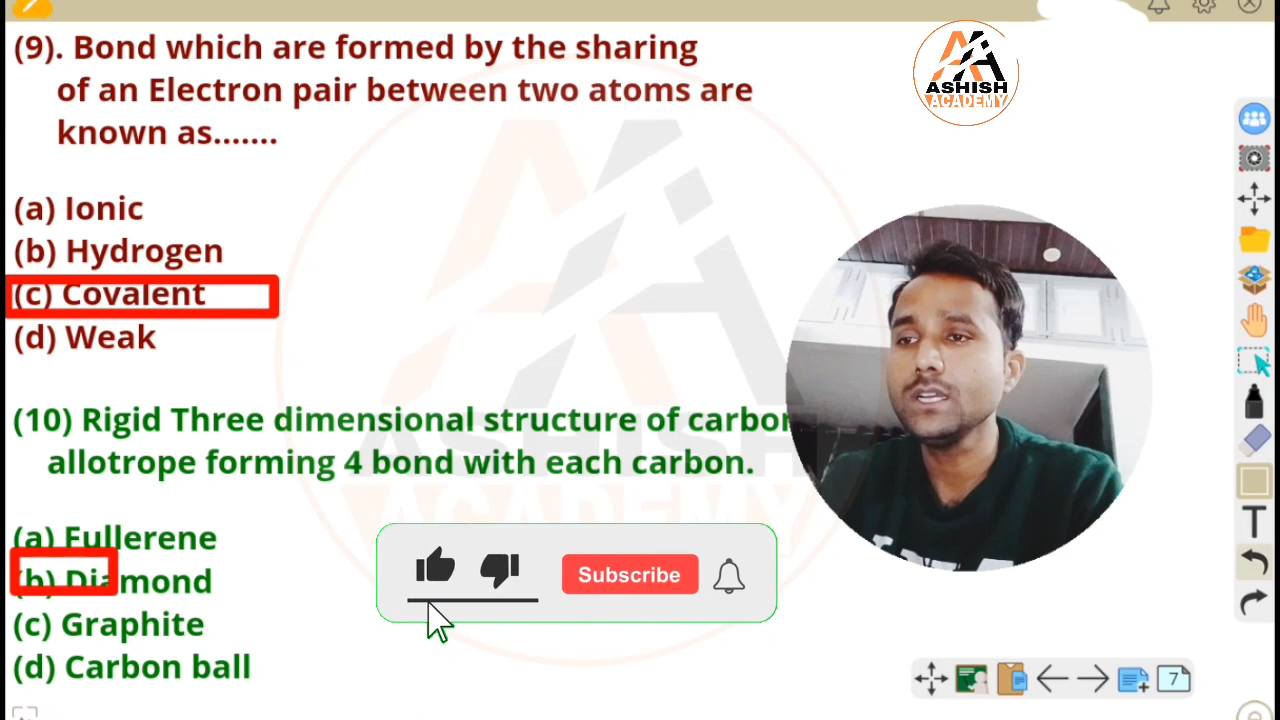 (9). Bond which are formed by the sharing
of an Electron pair between two atoms are
known as.......
(a) Ionic
(b) Hydrogen
(c) Covalent
(d) Weak
(10) Rigid Three dimensional structure of carbon
allotrope forming 4 bond with each carbon.
(a) Fullerene
(b) Diamond
(c) Graphite
(d) Carbon ball
ASHISH
ACADEMY
ASHISH
ACADEMY
Subscribe
T
7